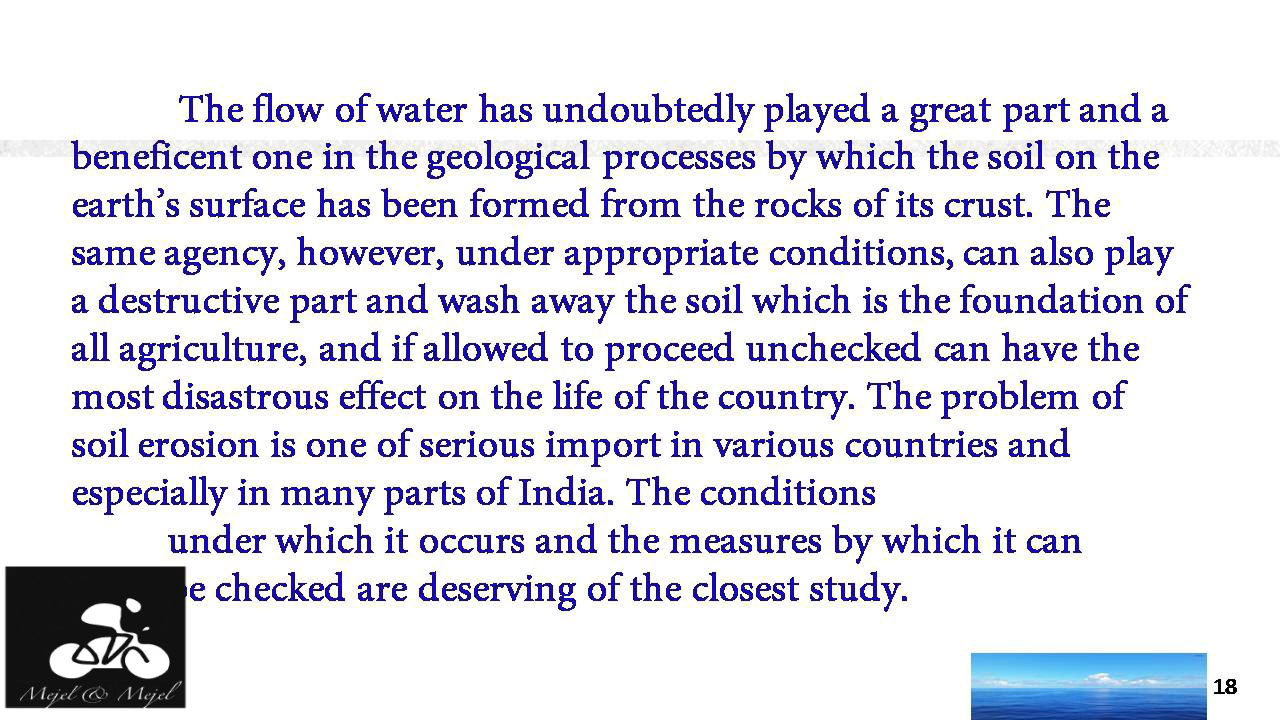 The flow of water has undoubtedly played a great part and a
beneficent one in the geological processes by which the soil on the
earth’s surface has been formed from the rocks of its crust. The
same agency, however, under appropriate conditions, can also play
a destructive part and wash away the soil which is the foundation of
all agriculture, and if allowed to proceed unchecked can have the
most disastrous effect on the life of the country. The problem of
soil erosion is one of serious import in various countries and
especially in many parts of India. The conditions
under which it occurs and the measures by which it can
be checked are deserving of the closest study.
Mejel & Mejel
18